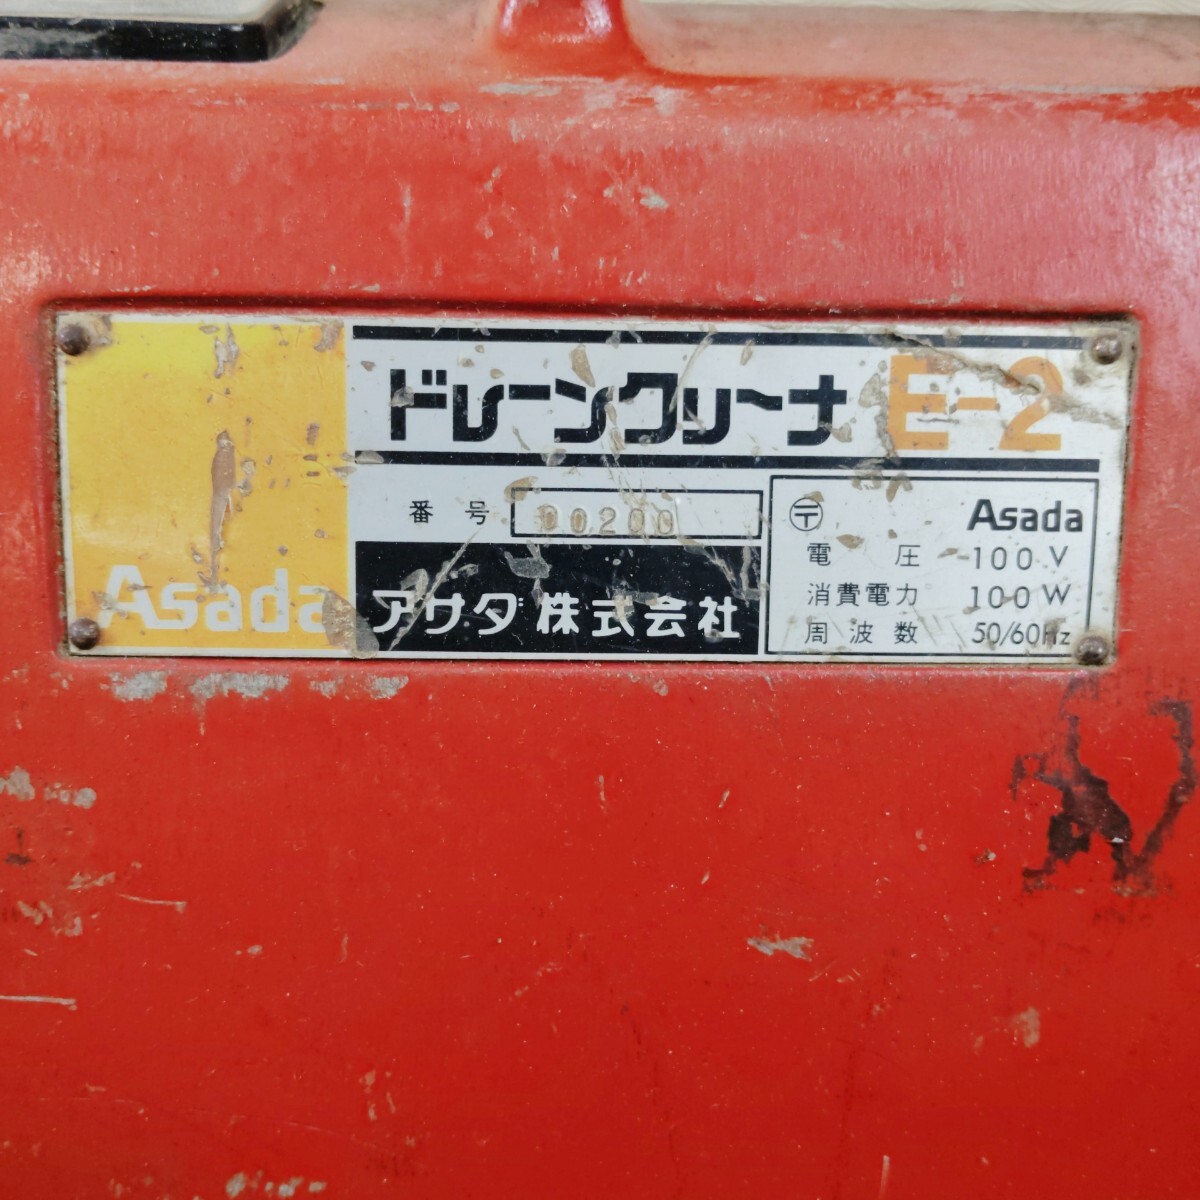 Asada
ドレーンクリーナ E-2
番号 00200
アサダ株式会社
〒 Asada
電圧 100V
消費電力 100W
周波数 50/60Hz